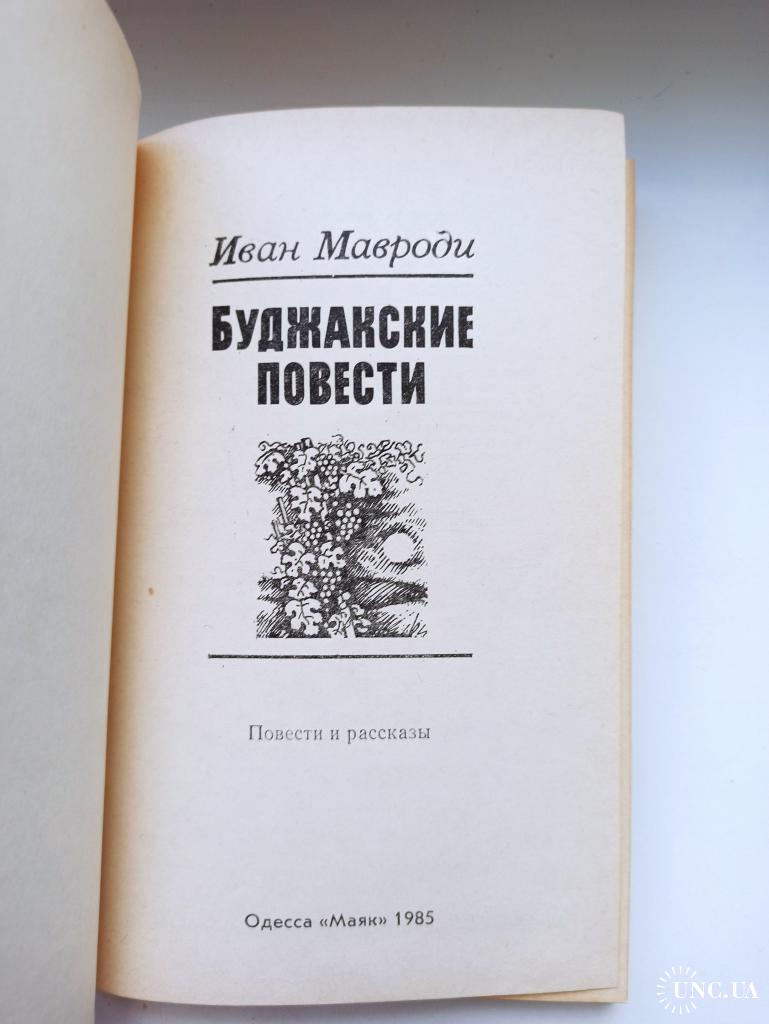 Иван Мавроди
БУДЖАКСКИЕ
ПОВЕСТИ
Повести и рассказы
Одесса «Маяк» 1985
UNC.UA